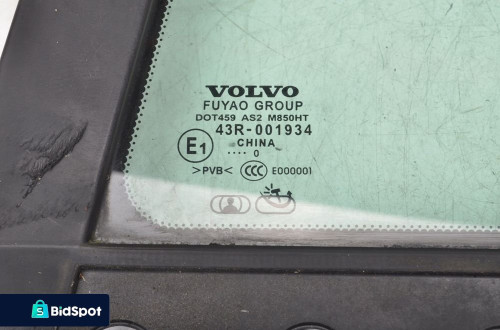 VOLVO
FUYAO GROUP
DOT459 AS2 M850HT
43R-001934
E1
CHINA
.... 0
>PVB< CCC E000001
BidSpot